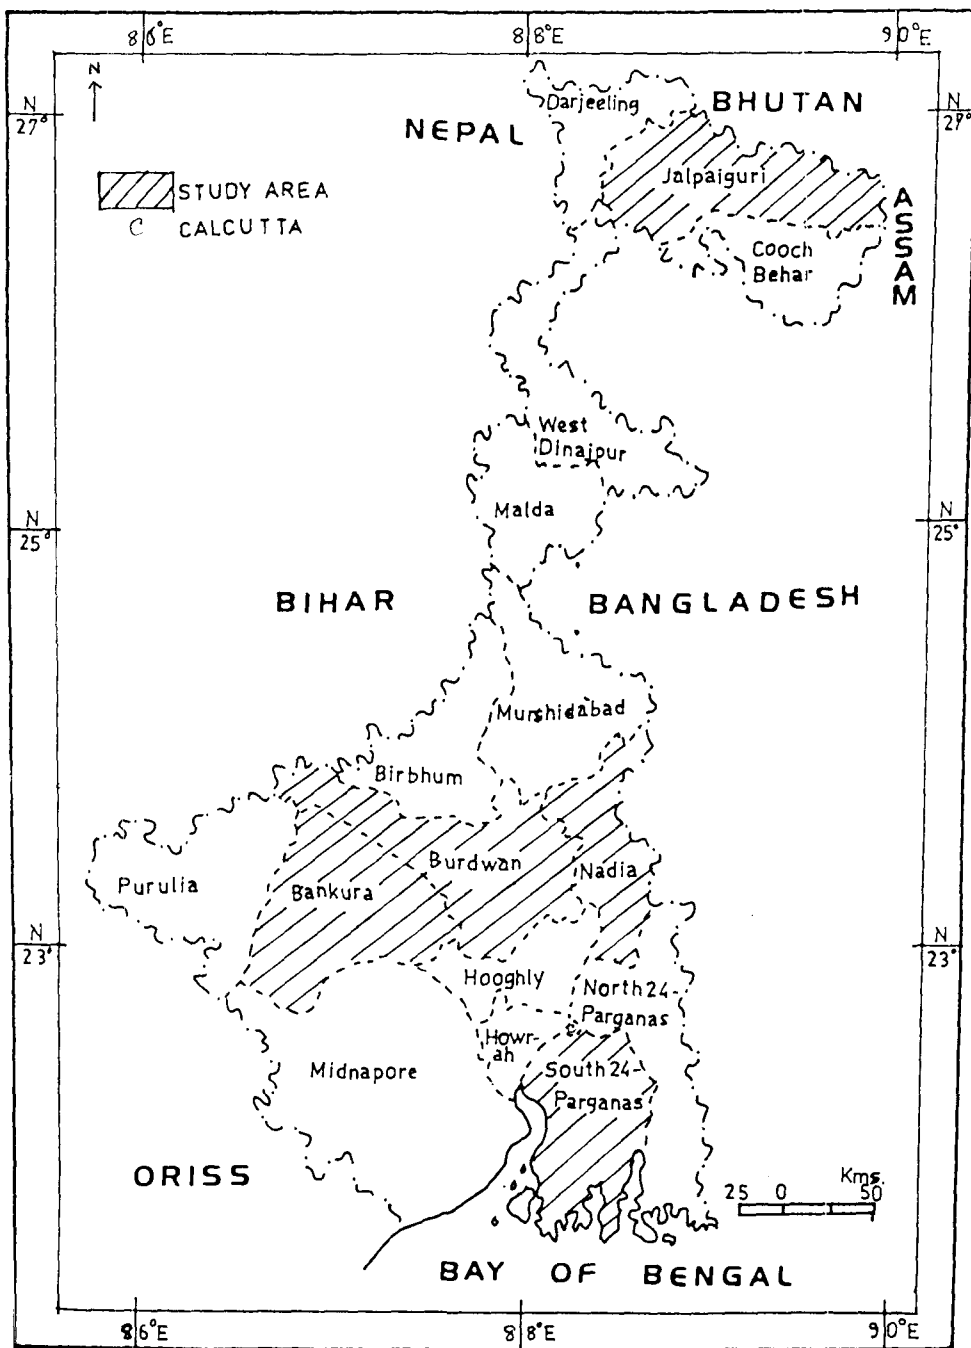 86°E 88°E 90°E
N
N
27°
N
27°
Darjeeling
BHUTAN
NEPAL
Jalpaiguri
STUDY AREA
C CALCUTTA
ASSAM
Cooch
Behar
West
Dinajpur
Malda
N
25°
N
25°
BIHAR
BANGLADESH
Murshidabad
Birbhum
Burdwan
Nadia
Purulia
Bankura
N
23°
N
23°
Hooghly
North 24-
Parganas
C
Howr-
ah
Midnapore
South 24-
Parganas
ORISS
Kms.
25 0 50
BAY OF BENGAL
86°E 88°E 90°E